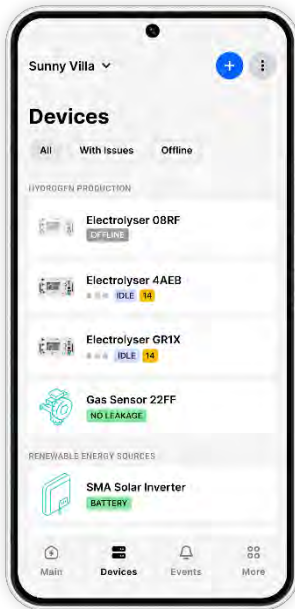 Sunny Villa
Devices
All With Issues Offline
HYDROGEN PRODUCTION
Electrolyser 08RF
OFFLINE
Electrolyser 4AEB
IDLE 14
Electrolyser GR1X
IDLE 14
Gas Sensor 22FF
NO LEAKAGE
RENEWABLE ENERGY SOURCES
SMA Solar Inverter
BATTERY
Main Devices Events More